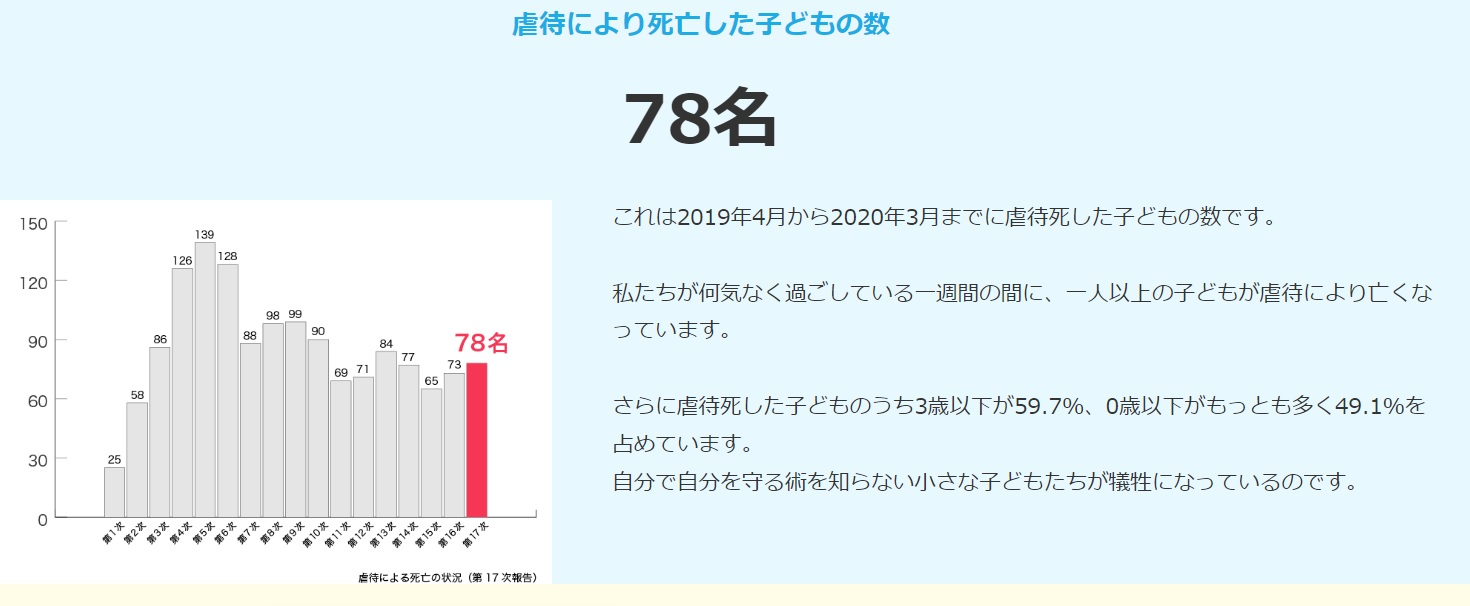 虐待により死亡した子どもの数
78名
150
120
90
60
30
0
25
58
86
126
139
128
88
98
99
90
69
71
84
77
65
73
78名
第1次
第2次
第3次
第4次
第5次
第6次
第7次
第8次
第9次
第10次
第11次
第12次
第13次
第14次
第15次
第16次
第17次
虐待による死亡の状況（第 17 次報告）
これは2019年4月から2020年3月までに虐待死した子どもの数です。
私たちが何気なく過ごしている一週間の間に、一人以上の子どもが虐待により亡くな
っています。
さらに虐待死した子どものうち3歳以下が59.7%、0歳以下がもっとも多く49.1%を
占めています。
自分で自分を守る術を知らない小さな子どもたちが犠牲になっているのです。